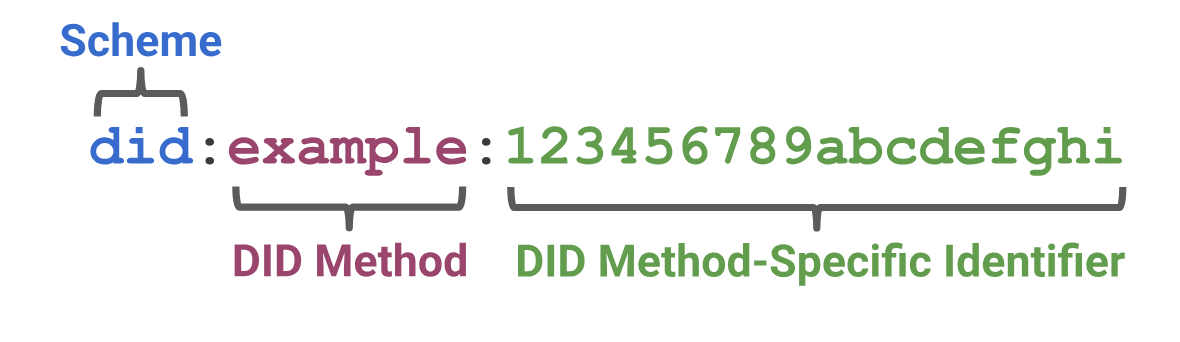 Scheme
did:example:123456789abcdefghi
DID Method DID Method-Specific Identifier